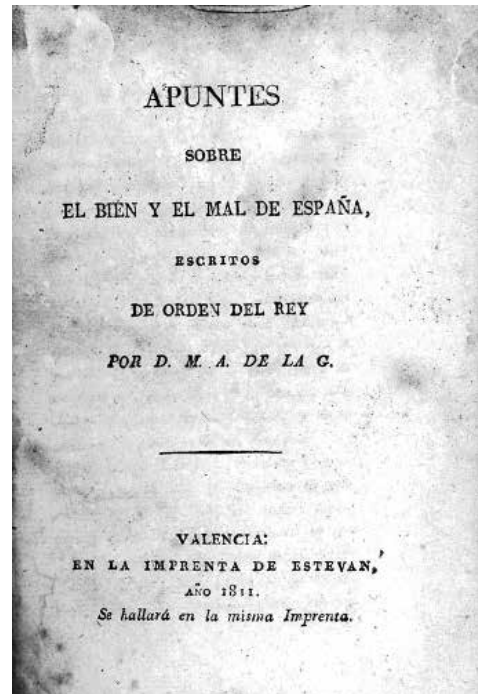 APUNTES
SOBRE
EL BIEN Y EL MAL DE ESPAÑA,
ESCRITOS
DE ORDEN DEL REY
POR D. M. A. DE LA G.
VALENCIA:
EN LA IMPRENTA DE ESTEVAN,
AÑO 1811.
Se hallará en la misma Imprenta.